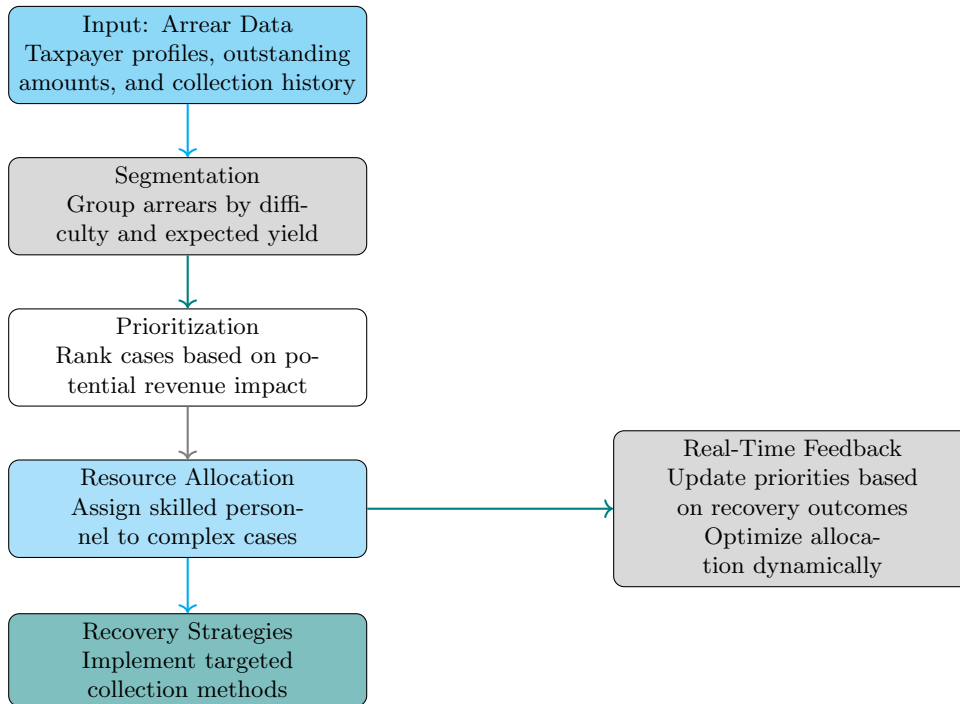 Input: Arrear Data
Taxpayer profiles, outstanding
amounts, and collection history
Segmentation
Group arrears by diffi-
culty and expected yield
Prioritization
Rank cases based on po-
tential revenue impact
Resource Allocation
Assign skilled person-
nel to complex cases
Real-Time Feedback
Update priorities based
on recovery outcomes
Optimize alloca-
tion dynamically
Recovery Strategies
Implement targeted
collection methods